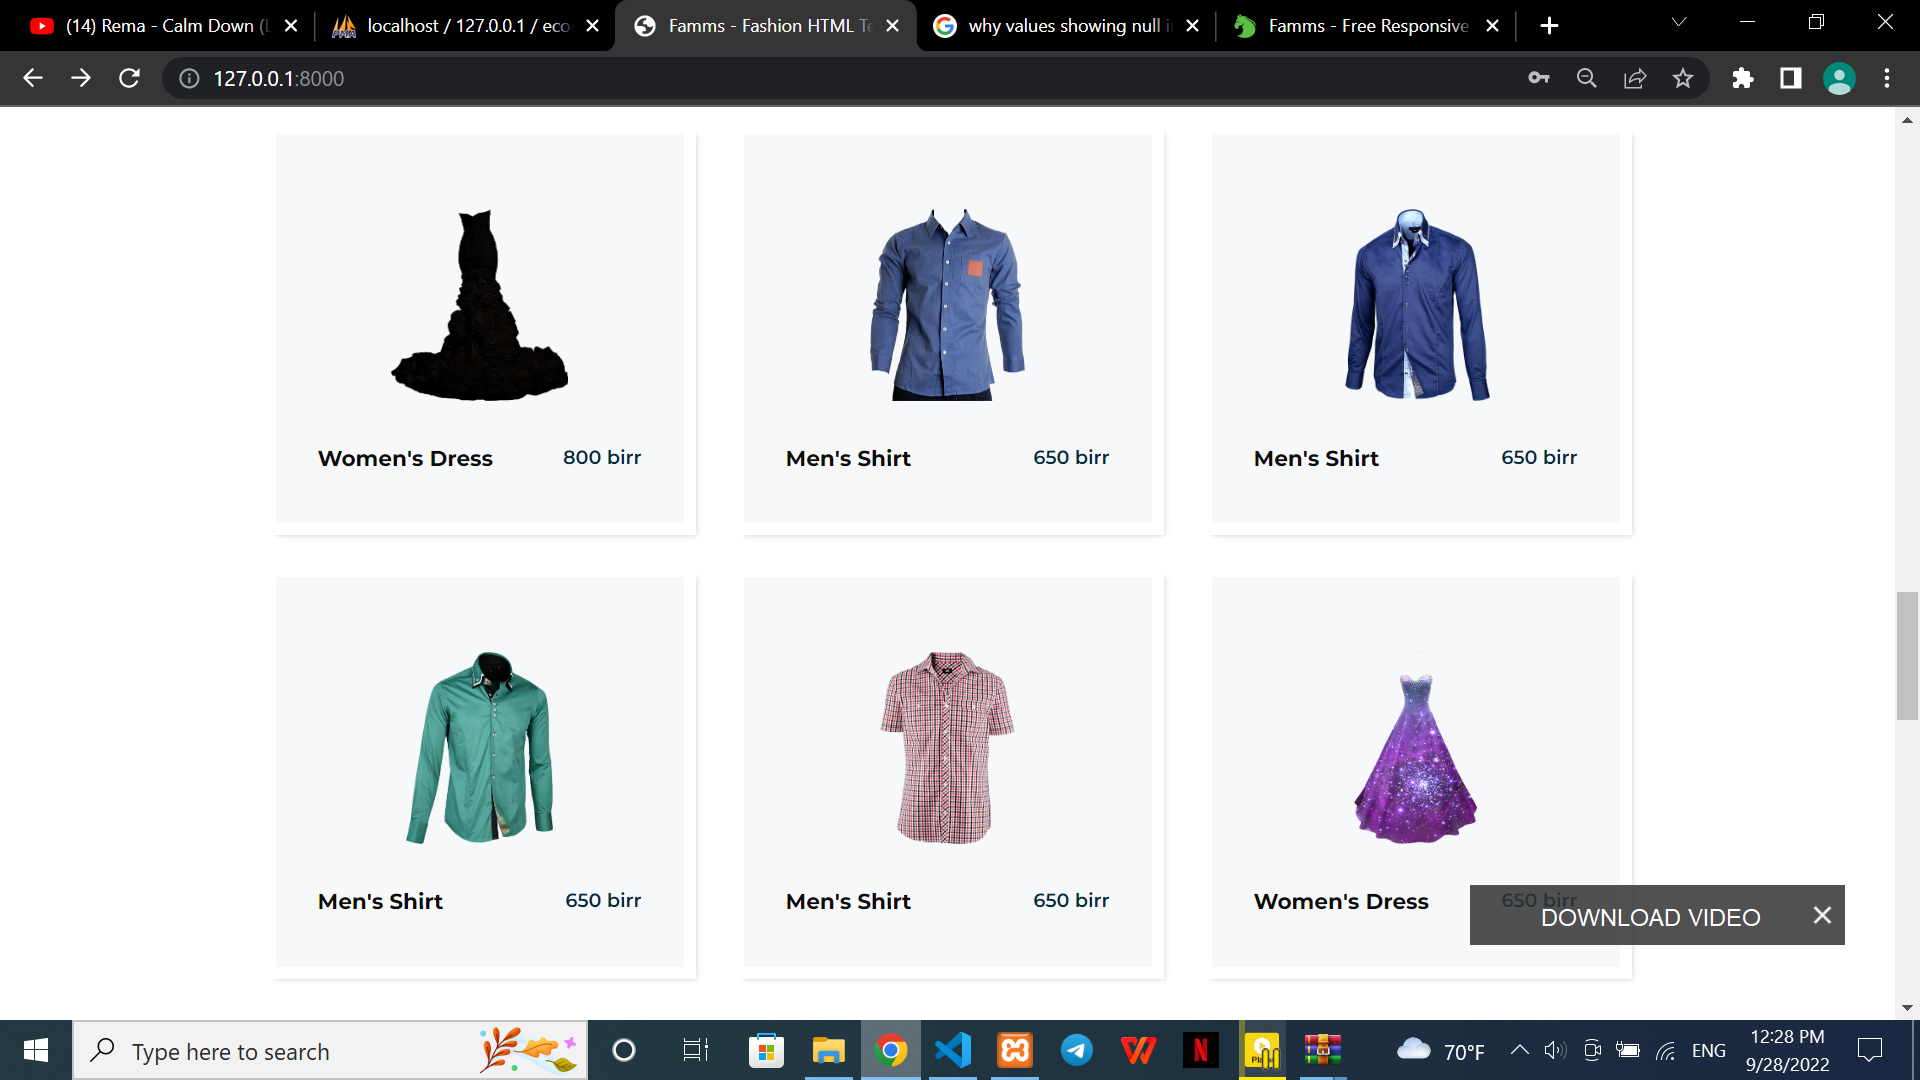 (14) Rema - Calm Down (L
localhost / 127.0.0.1 / eco
Famms - Fashion HTML Te
why values showing null i
Famms - Free Responsive
127.0.0.1:8000
Women's Dress 800 birr
Men's Shirt 650 birr
Men's Shirt 650 birr
Men's Shirt 650 birr
Men's Shirt 650 birr
Women's Dress 650 birr
DOWNLOAD VIDEO
Type here to search
70°F
ENG
12:28 PM
9/28/2022